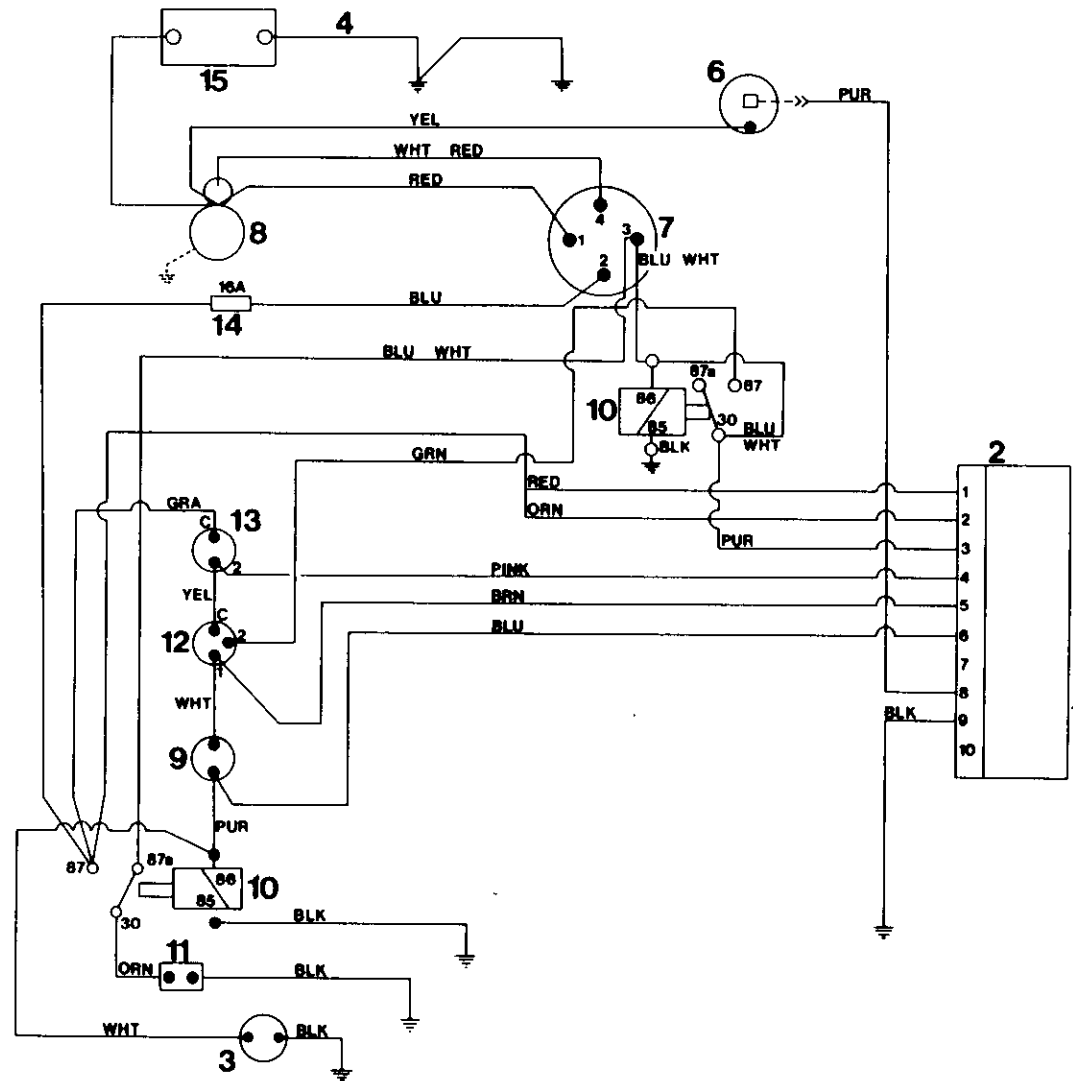 4
15
6
PUR
YEL
WHT RED
RED
8
4
1
3
7
2
BLU WHT
16A
14
BLU
BLU WHT
87a
87
86
10
30
85
BLK
BLU
WHT
GRN
2
RED
ORN
GRA
C
13
2
PUR
PINK
YEL
C
BRN
12
2
1
BLU
WHT
9
BLK
PUR
1
2
3
4
5
6
7
8
9
10
87
87a
86
10
85
30
BLK
11
ORN
BLK
WHT
3
BLK